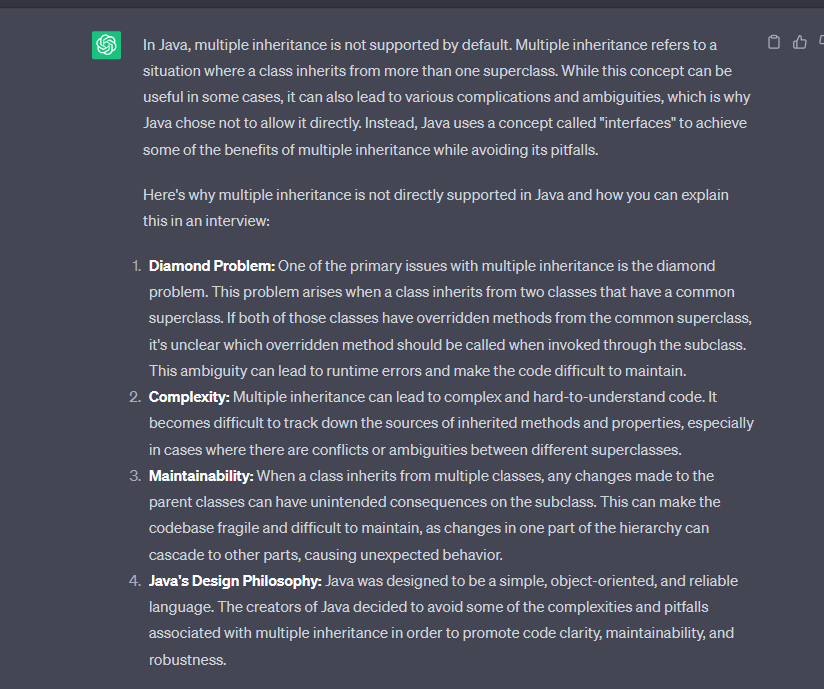 In Java, multiple inheritance is not supported by default. Multiple inheritance refers to a
situation where a class inherits from more than one superclass. While this concept can be
useful in some cases, it can also lead to various complications and ambiguities, which is why
Java chose not to allow it directly. Instead, Java uses a concept called "interfaces" to achieve
some of the benefits of multiple inheritance while avoiding its pitfalls.
Here's why multiple inheritance is not directly supported in Java and how you can explain
this in an interview:
1. Diamond Problem: One of the primary issues with multiple inheritance is the diamond
problem. This problem arises when a class inherits from two classes that have a common
superclass. If both of those classes have overridden methods from the common superclass,
it's unclear which overridden method should be called when invoked through the subclass.
This ambiguity can lead to runtime errors and make the code difficult to maintain.
2. Complexity: Multiple inheritance can lead to complex and hard-to-understand code. It
becomes difficult to track down the sources of inherited methods and properties, especially
in cases where there are conflicts or ambiguities between different superclasses.
3. Maintainability: When a class inherits from multiple classes, any changes made to the
parent classes can have unintended consequences on the subclass. This can make the
codebase fragile and difficult to maintain, as changes in one part of the hierarchy can
cascade to other parts, causing unexpected behavior.
4. Java's Design Philosophy: Java was designed to be a simple, object-oriented, and reliable
language. The creators of Java decided to avoid some of the complexities and pitfalls
associated with multiple inheritance in order to promote code clarity, maintainability, and
robustness.